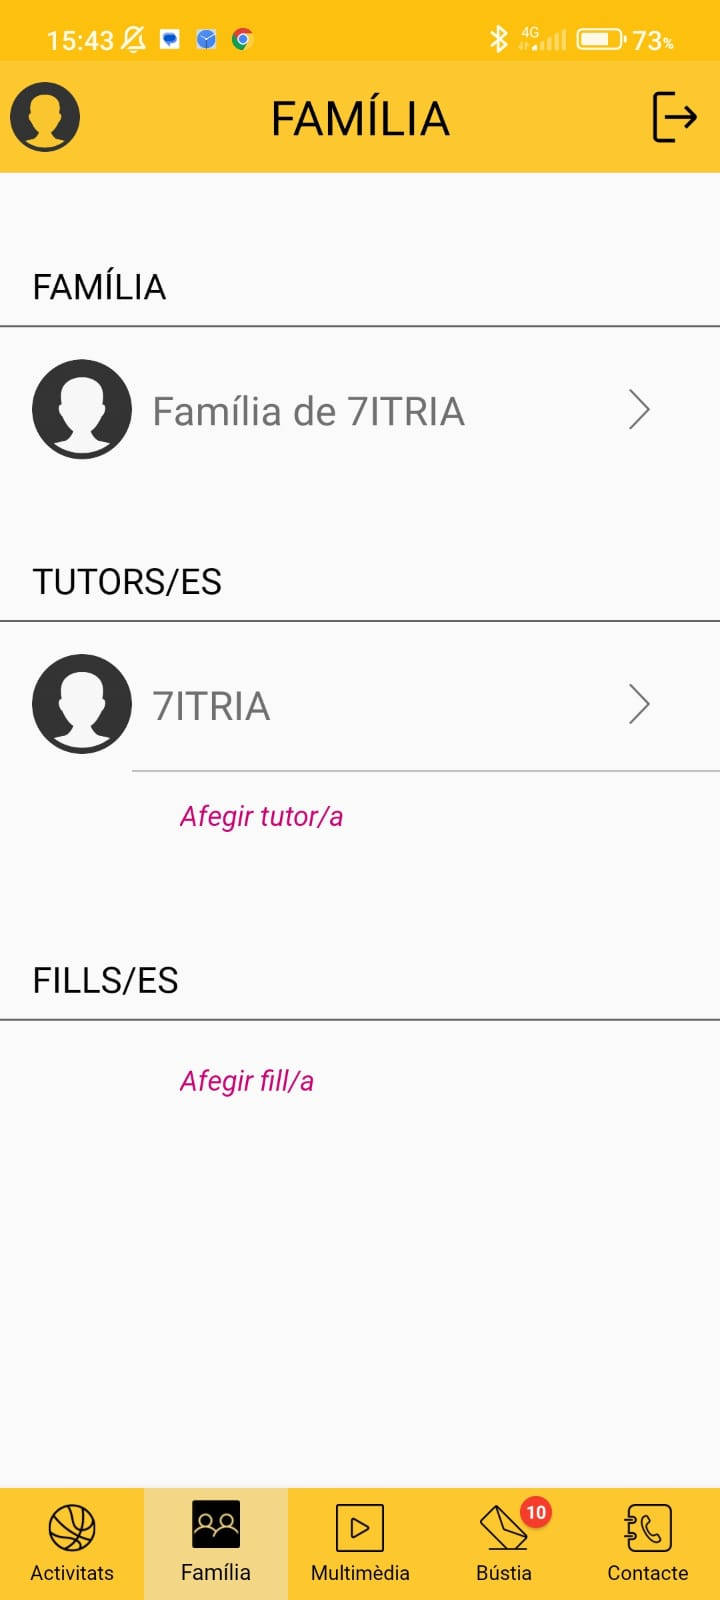 15:43
4G
73%
FAMÍLIA
FAMÍLIA
Família de 7ITRIA
TUTORS/ES
7ITRIA
Afegir tutor/a
FILLS/ES
Afegir fill/a
10
Activitats
Família
Multimèdia
Bústia
Contacte